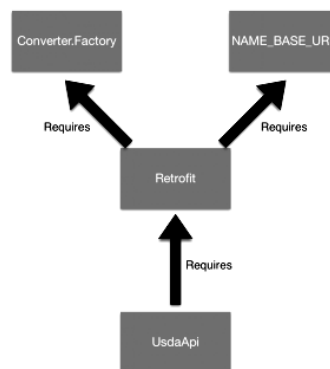 Converter.Factory
NAME_BASE_UR
Requires
Requires
Retrofit
Requires
UsdaApi